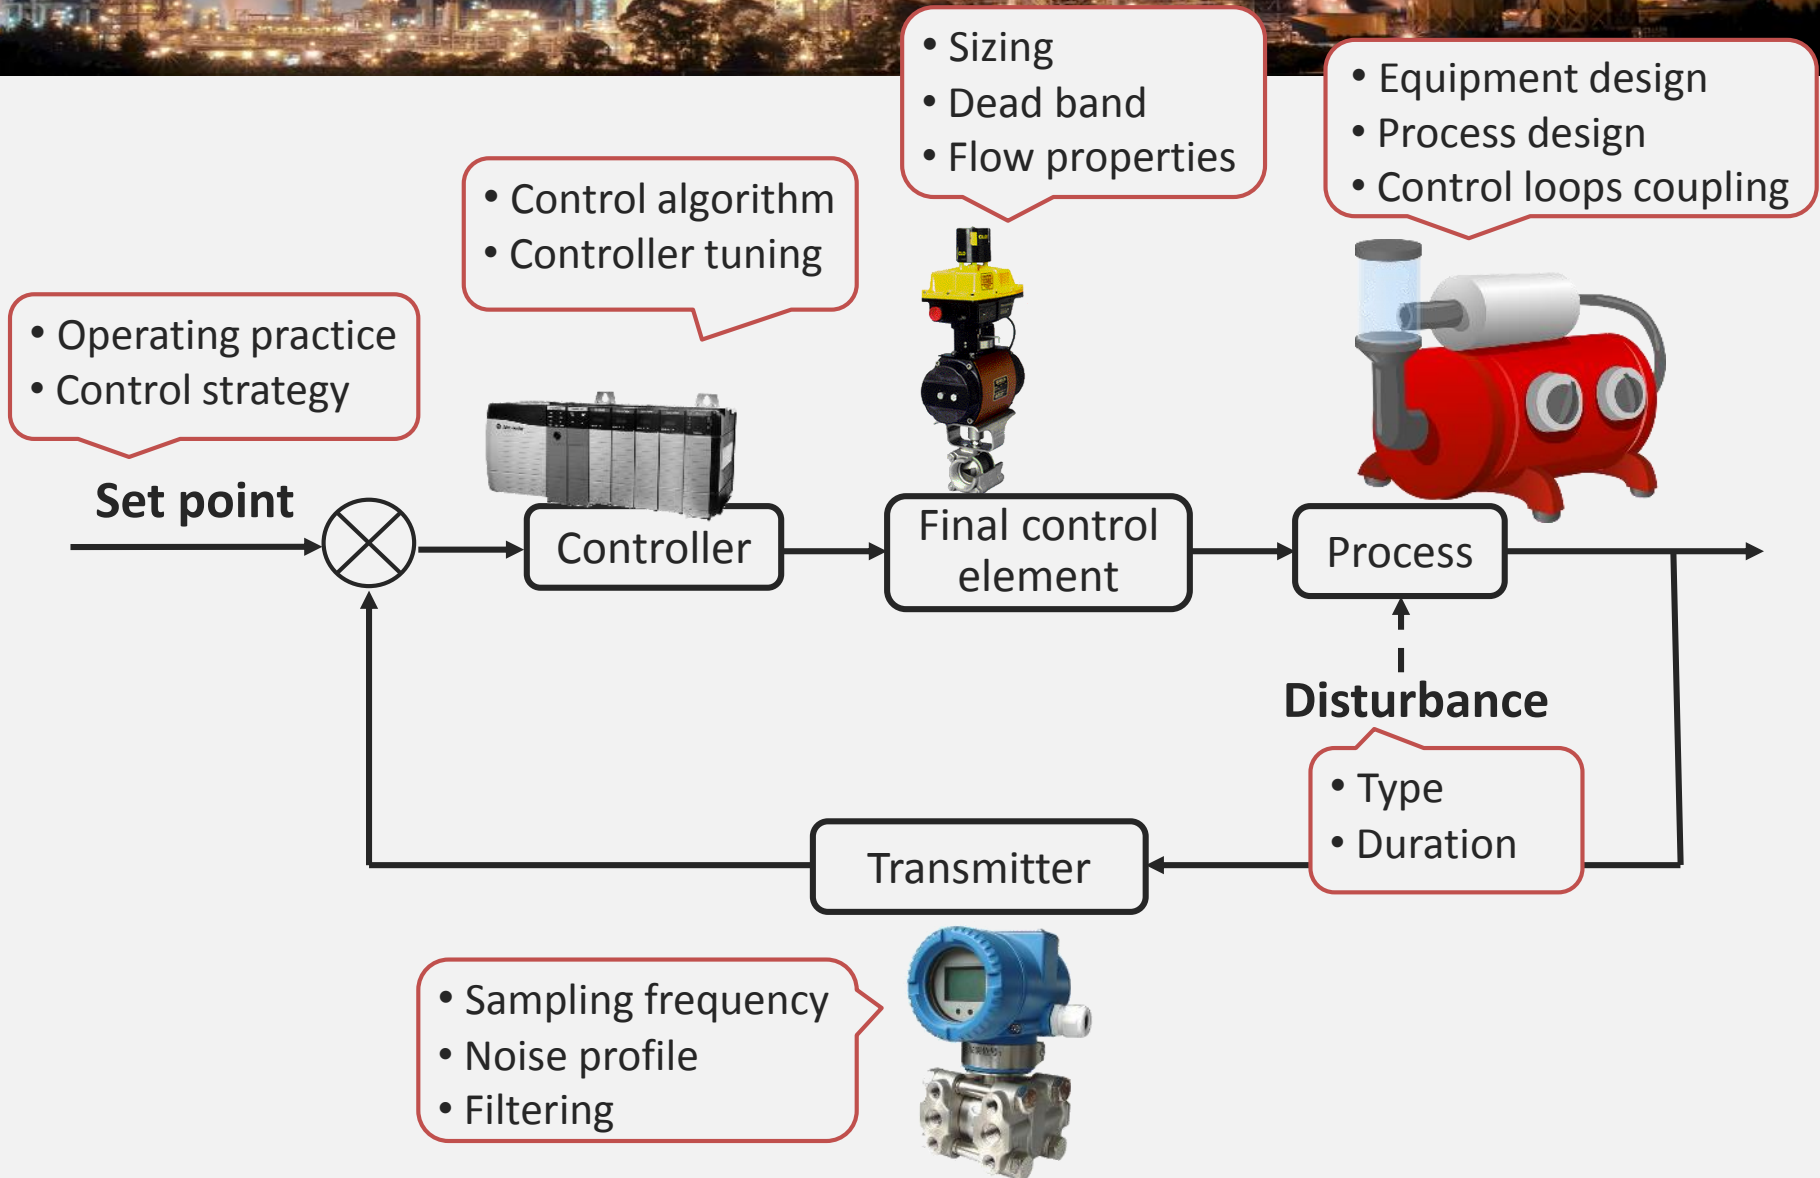 • Sizing
• Dead band
• Flow properties
• Equipment design
• Process design
• Control loops coupling
• Control algorithm
• Controller tuning
• Operating practice
• Control strategy
Set point
Controller
Final control
element
Process
Disturbance
• Type
• Duration
Transmitter
• Sampling frequency
• Noise profile
• Filtering